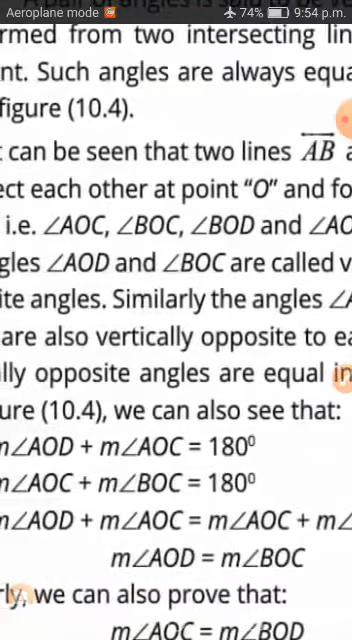 Aeroplane mode 74% 9:54 p.m.
rmed from two intersecting lin
nt. Such angles are always equa
figure (10.4).
can be seen that two lines AB a
ect each other at point “O” and fo
i.e. ∠AOC, ∠BOC, ∠BOD and ∠AO
gles ∠AOD and ∠BOC are called v
ite angles. Similarly the angles ∠A
are also vertically opposite to ea
lly opposite angles are equal in
ure (10.4), we can also see that:
m∠AOD + m∠AOC = 180⁰
m∠AOC + m∠BOC = 180⁰
m∠AOD + m∠AOC = m∠AOC + m∠
m∠AOD = m∠BOC
rly, we can also prove that:
m∠AOC = m∠BOD